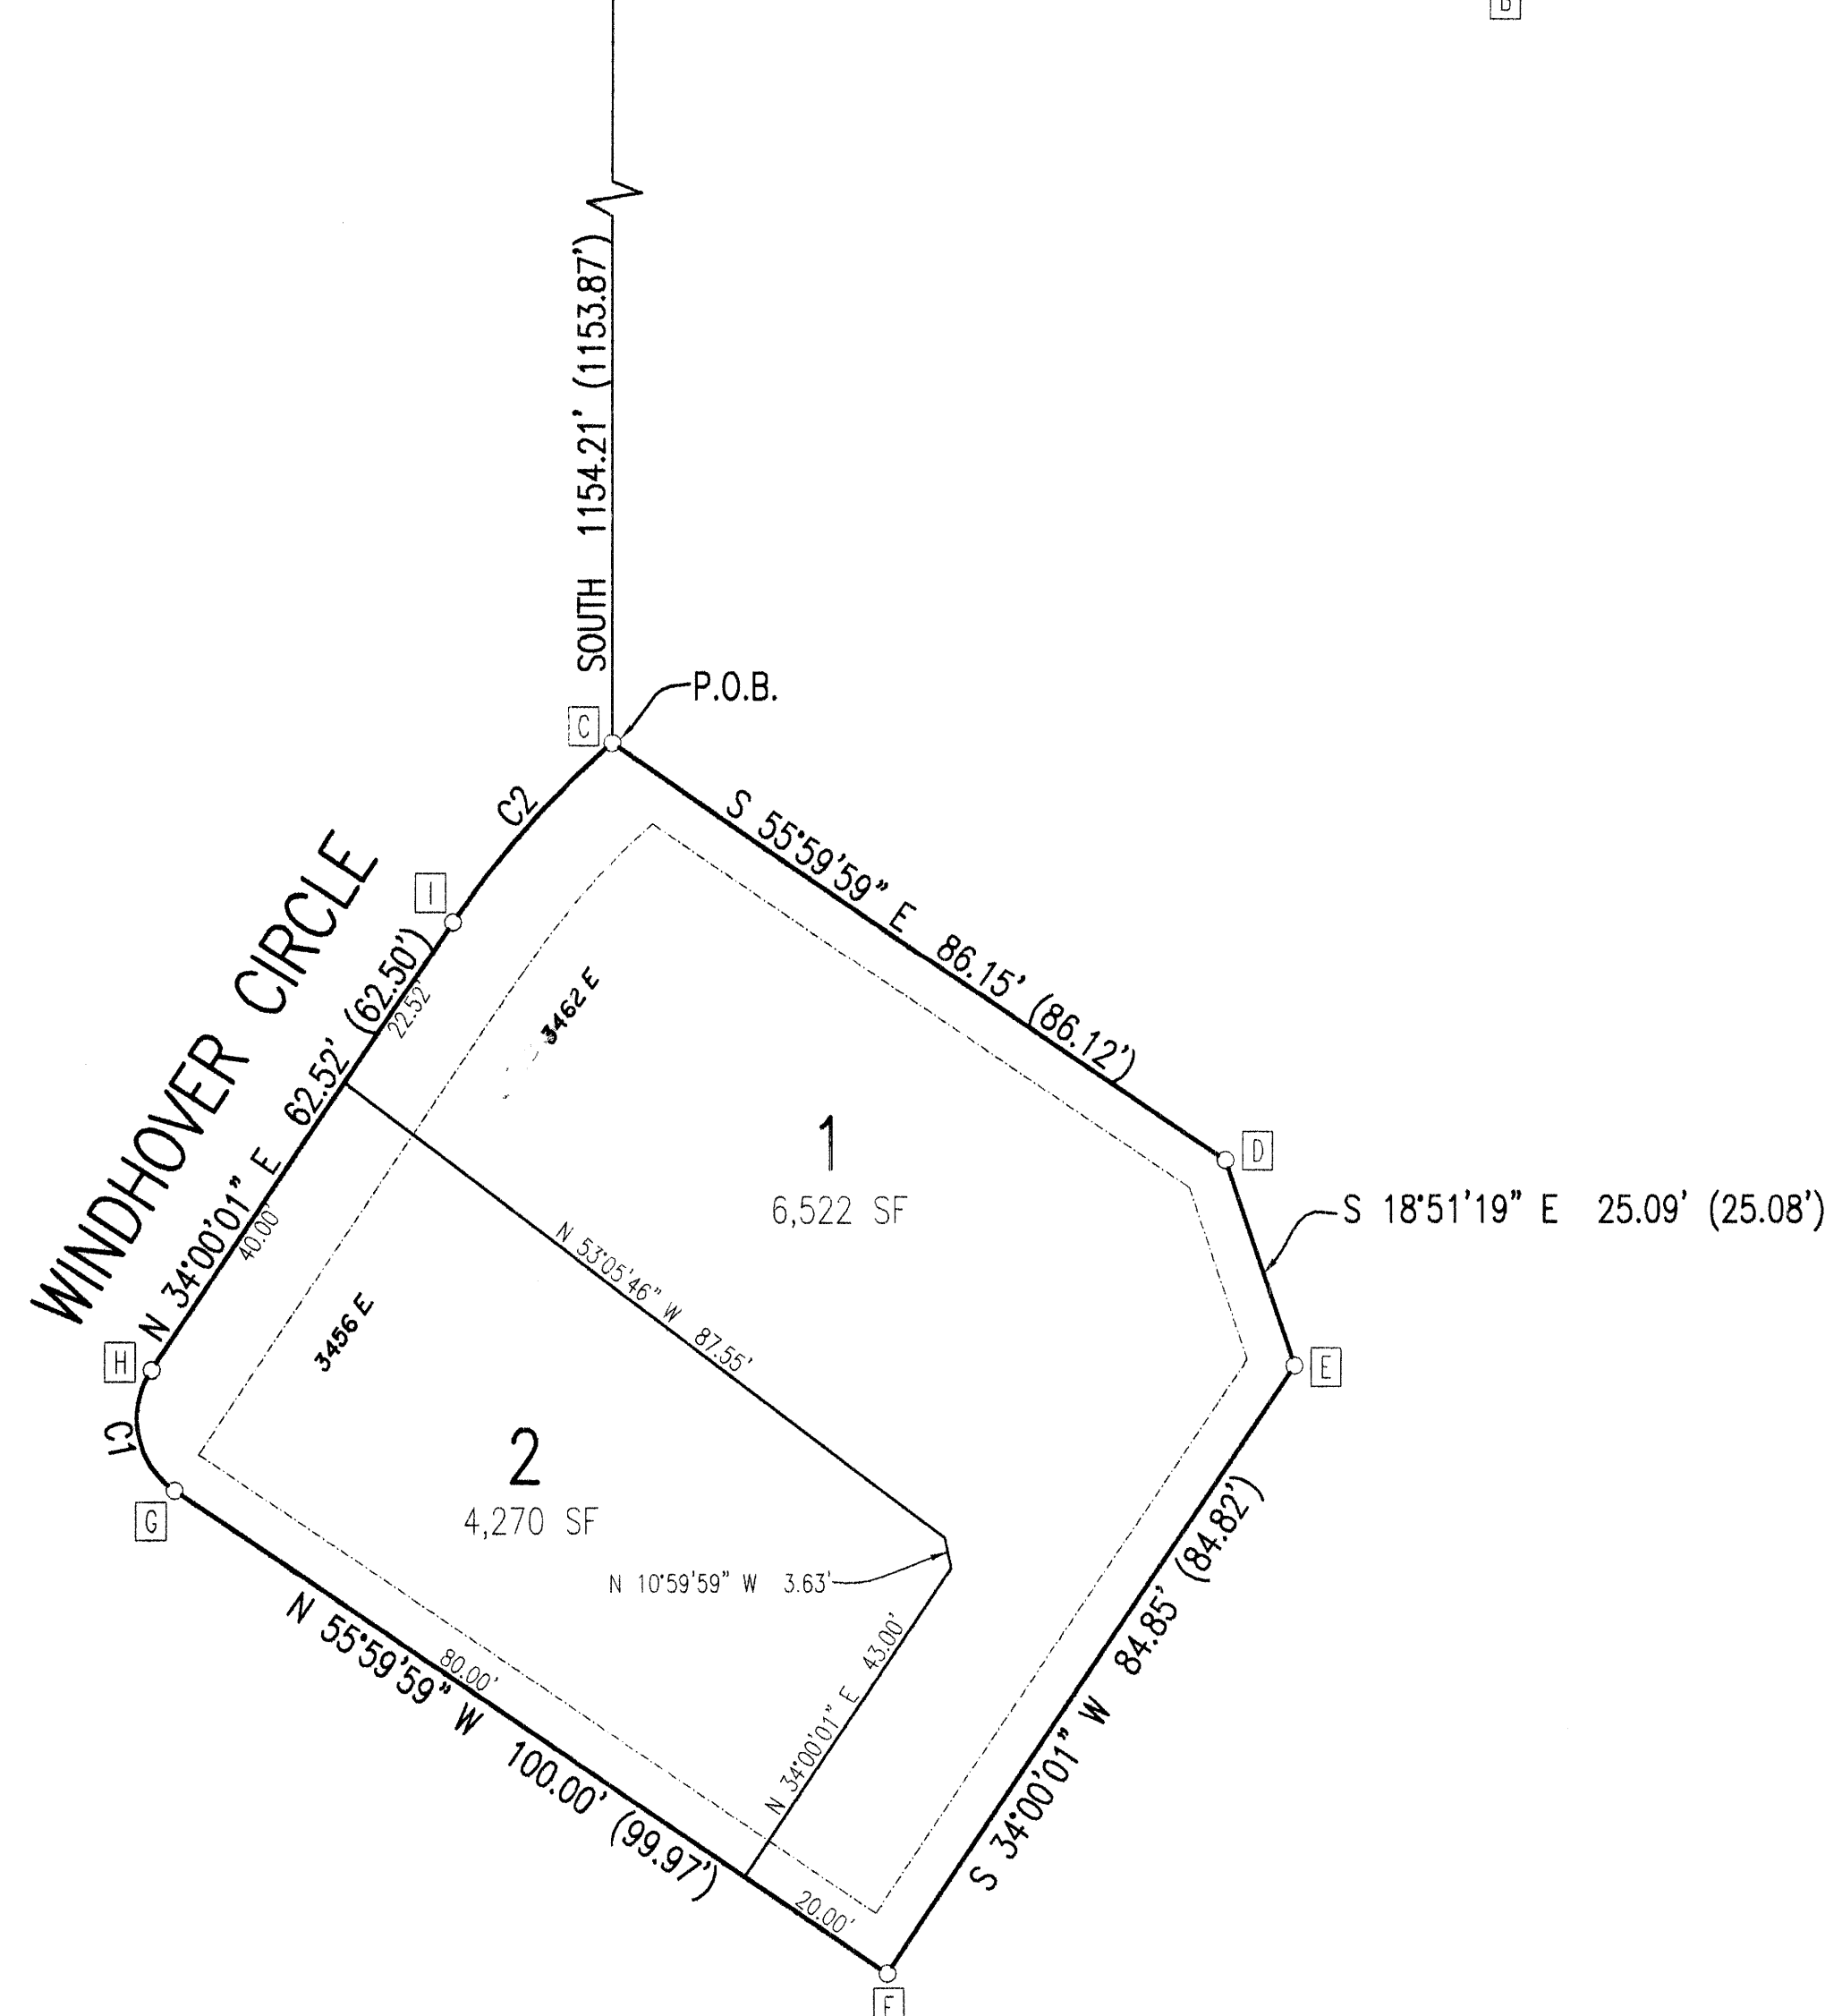 B
SOUTH 1154.21' (1153.87')
P.O.B.
C
C2
S 55°59'59" E 86.15' (86.12')
I
WINDHOVER CIRCLE
N 34°00'01" E 62.52' (62.50')
22.52'
40.00'
3462 E
1
6,522 SF
D
S 18°51'19" E 25.09' (25.08')
E
N 53°05'46" W 87.55'
3456 E
H
C1
G
2
4,270 SF
N 10°59'59" W 3.63'
N 34°00'01" E 43.00'
S 34°00'01" W 84.85' (84.82')
N 55°59'59" W 100.00' (99.97')
80.00'
20.00'
F